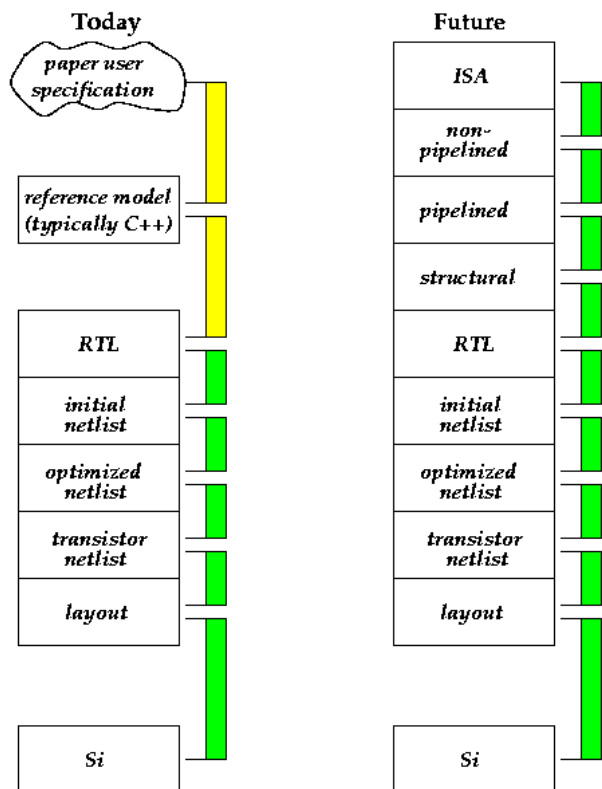 Today
paper user
specification
reference model
(typically C++)
RTL
initial
netlist
optimized
netlist
transistor
netlist
layout
Si
Future
ISA
non-
pipelined
pipelined
structural
RTL
initial
netlist
optimized
netlist
transistor
netlist
layout
Si